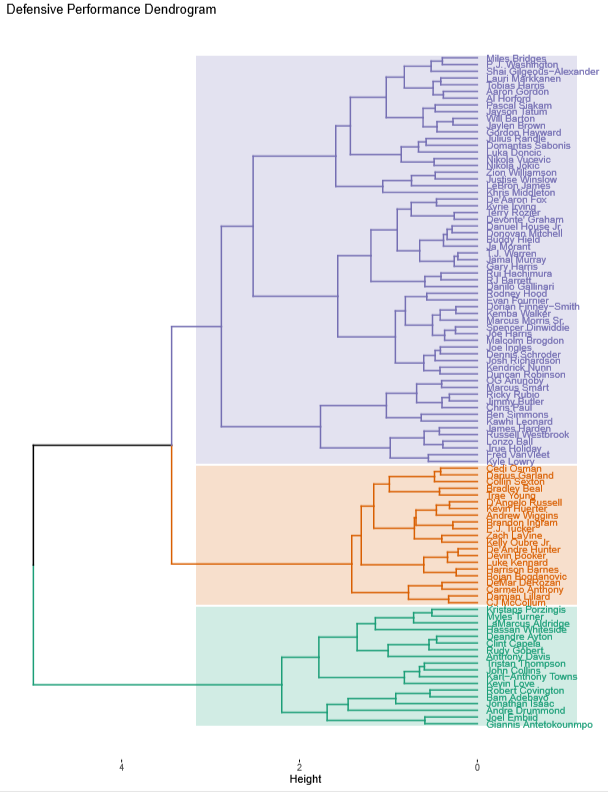 Defensive Performance Dendrogram
Miles Bridges
P.J. Washington
Shai Gilgeous-Alexander
Lauri Markkanen
Tobias Harris
Aaron Gordon
Al Horford
Pascal Siakam
Jayson Tatum
Will Barton
Jaylen Brown
Gordon Hayward
Julius Randle
Domantas Sabonis
Luka Doncic
Nikola Vucevic
Nikola Jokic
Zion Williamson
Justise Winslow
LeBron James
Khris Middleton
De'Aaron Fox
Kyrie Irving
Terry Rozier
Devonte' Graham
Danuel House Jr.
Donovan Mitchell
Buddy Hield
Ja Morant
T.J. Warren
Jamal Murray
Gary Harris
Rui Hachimura
RJ Barrett
Danilo Gallinari
Rodney Hood
Evan Fournier
Dorian Finney-Smith
Kemba Walker
Marcus Morris Sr.
Spencer Dinwiddie
Joe Harris
Malcolm Brogdon
Joe Ingles
Dennis Schroder
Josh Richardson
Kendrick Nunn
Duncan Robinson
OG Anunoby
Marcus Smart
Ricky Rubio
Jimmy Butler
Chris Paul
Ben Simmons
Kawhi Leonard
James Harden
Russell Westbrook
Lonzo Ball
Jrue Holiday
Fred VanVleet
Kyle Lowry
Cedi Osman
Darius Garland
Collin Sexton
Bradley Beal
Trae Young
D'Angelo Russell
Kevin Huerter
Andrew Wiggins
Brandon Ingram
P.J. Tucker
Zach LaVine
Kelly Oubre Jr.
De'Andre Hunter
Devin Booker
Luke Kennard
Harrison Barnes
Bojan Bogdanovic
DeMar DeRozan
Carmelo Anthony
Damian Lillard
CJ McCollum
Kristaps Porzingis
Myles Turner
LaMarcus Aldridge
Hassan Whiteside
Deandre Ayton
Clint Capela
Rudy Gobert
Anthony Davis
Tristan Thompson
John Collins
Karl-Anthony Towns
Kevin Love
Robert Covington
Bam Adebayo
Jonathan Isaac
Andre Drummond
Joel Embiid
Giannis Antetokounmpo
4 2 0
Height